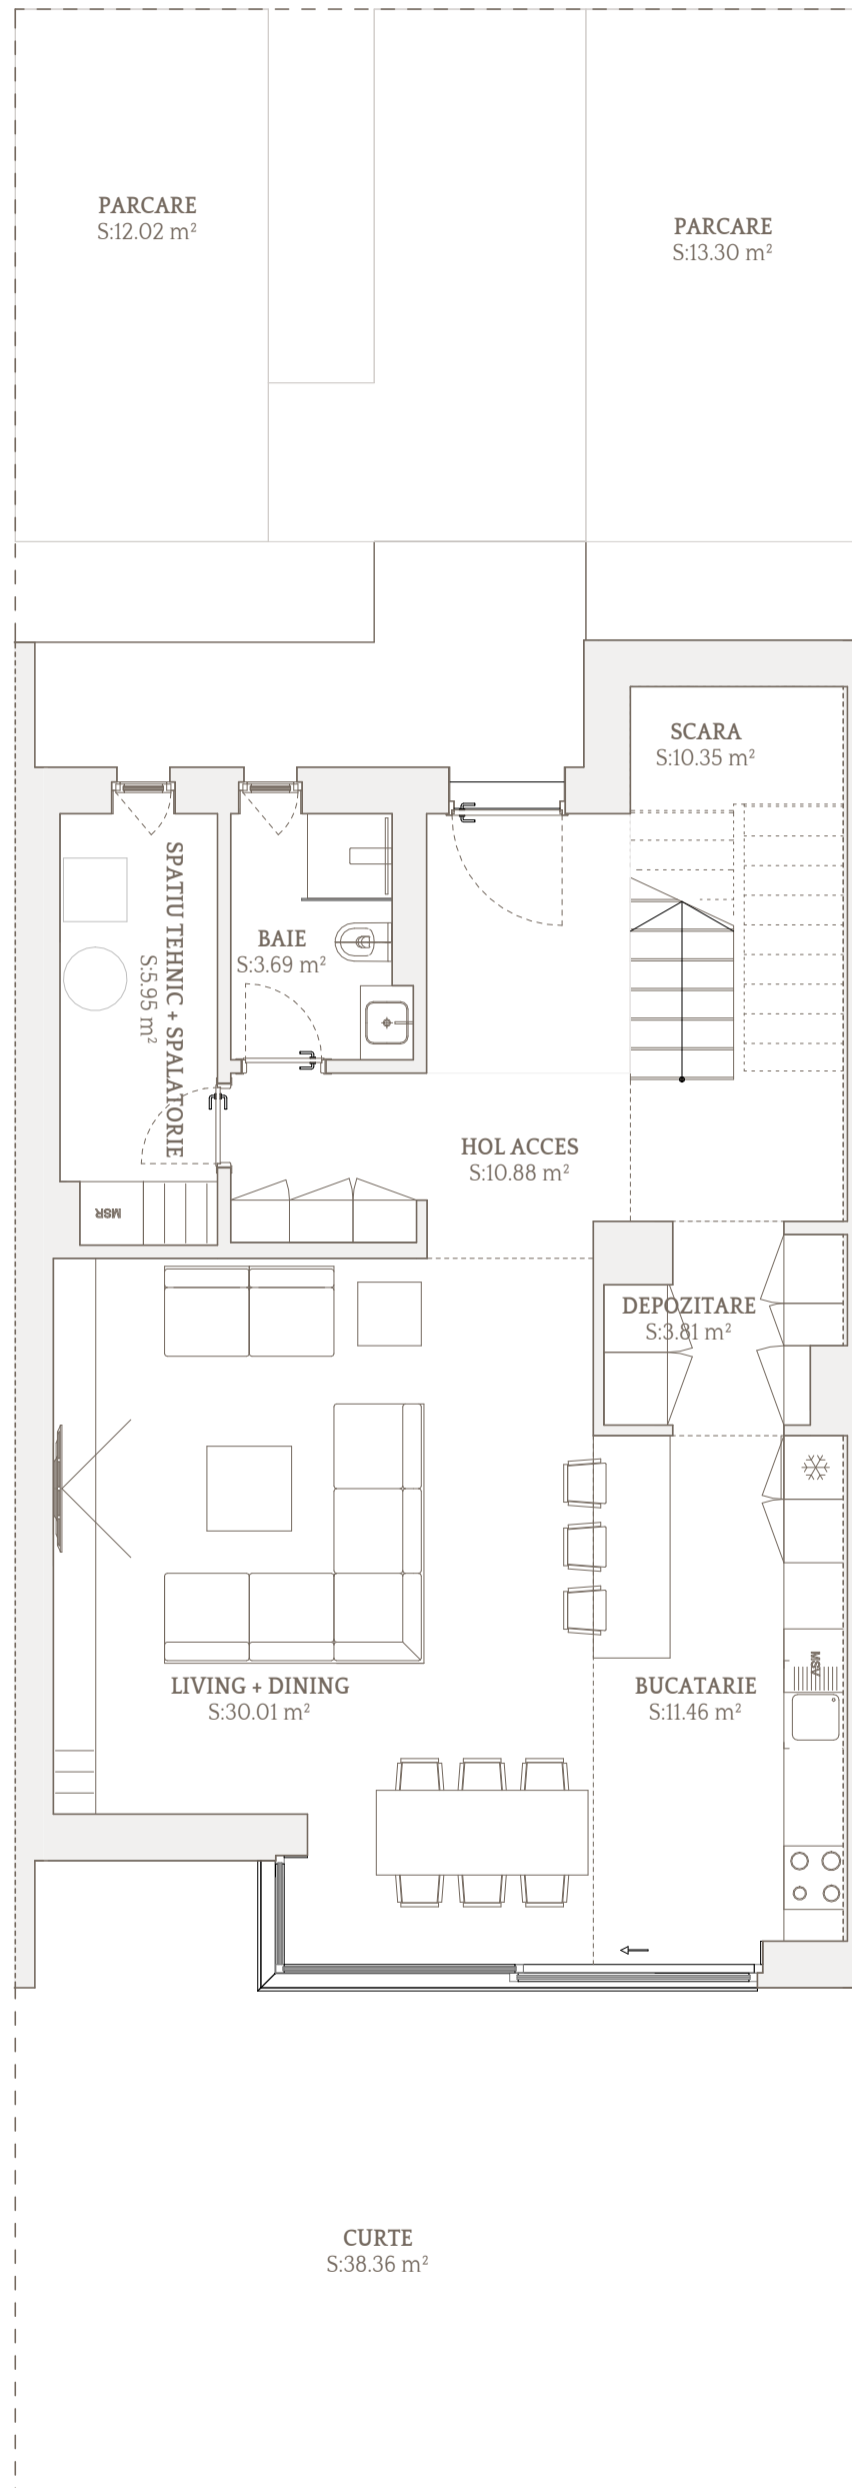 PARCARE
S:12.02 m²
PARCARE
S:13.30 m²
SCARA
S:10.35 m²
SPATIU TEHNIC + SPALATORIE
S:5.95 m²
BAIE
S:3.69 m²
HOL ACCES
S:10.88 m²
MSR
DEPOZITARE
S:3.81 m²
LIVING + DINING
S:30.01 m²
BUCATARIE
S:11.46 m²
MSV
CURTE
S:38.36 m²